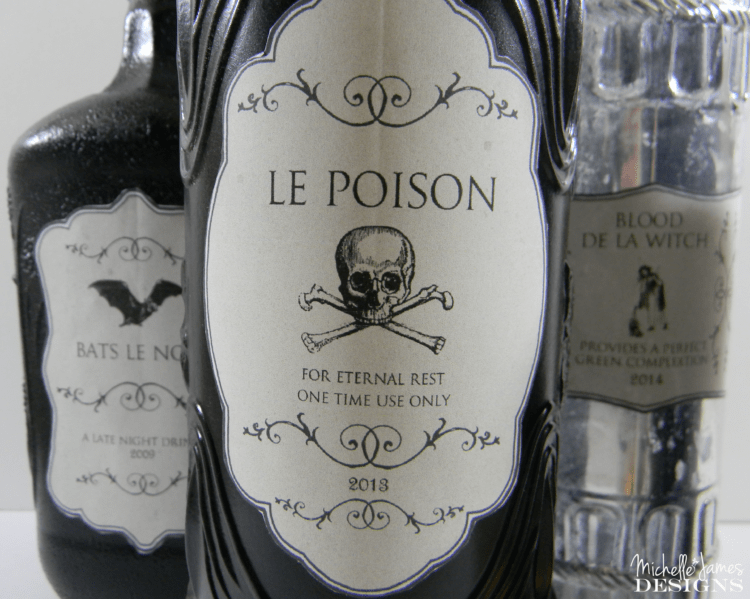 BATS LE NO
A LATE NIGHT DRIN
2009
LE POISON
FOR ETERNAL REST
ONE TIME USE ONLY
2013
BLOOD
DE LA WITCH
PROVIDES A PERFECT
GREEN COMPLEXTION
2014
Michelle James
DESIGNS